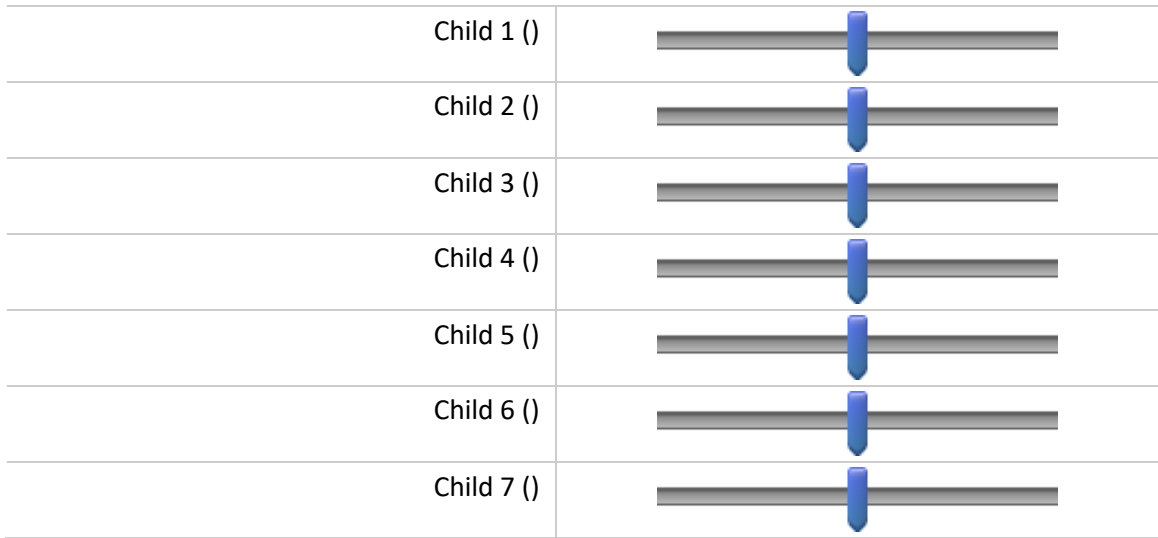 Child 1 ()
Child 2 ()
Child 3 ()
Child 4 ()
Child 5 ()
Child 6 ()
Child 7 ()